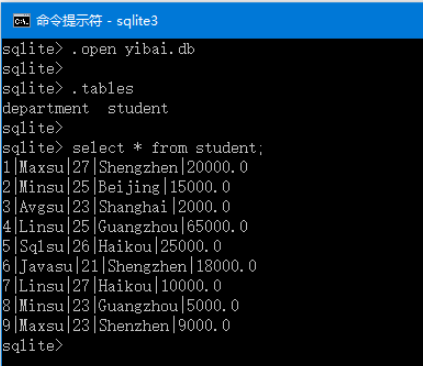 命令提示符 - sqlite3
sqlite> .open yibai.db
sqlite>
sqlite> .tables
department  student
sqlite>
sqlite> select * from student;
1|Maxsu|27|Shengzhen|20000.0
2|Minsu|25|Beijing|15000.0
3|Avgsu|23|Shanghai|2000.0
4|Linsu|25|Guangzhou|65000.0
5|Sqlsu|26|Haikou|25000.0
6|Javasu|21|Shengzhen|18000.0
7|Linsu|27|Haikou|10000.0
8|Minsu|23|Guangzhou|5000.0
9|Maxsu|23|Shenzhen|9000.0
sqlite>